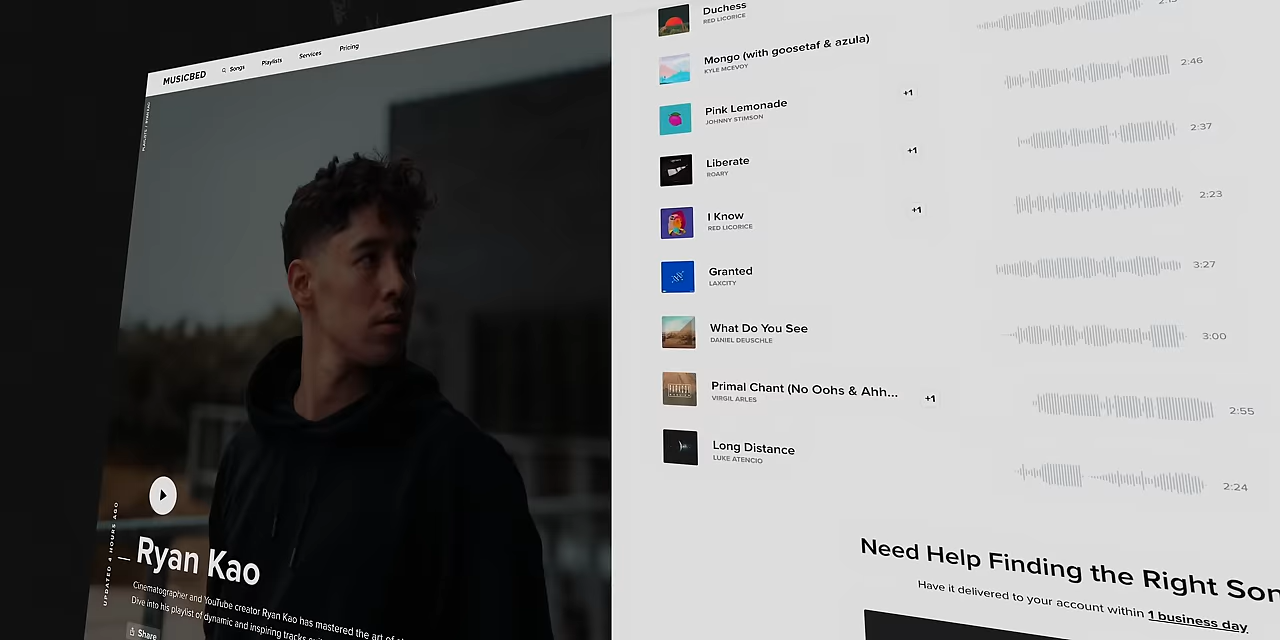 MUSICBED
Songs
Playlists
Services
Pricing
UPDATED 4 HOURS AGO
Ryan Kao
Cinematographer and YouTube creator Ryan Kao has mastered the art of
Dive into his playlist of dynamic and inspiring tracks
Share
Duchess
RED LICORICE
Mongo (with goosetaf & azula)
KYLE MCEVOY
2:46
Pink Lemonade
JOHNNY STIMSON
+1
2:37
Liberate
ROARY
+1
2:23
I Know
RED LICORICE
+1
3:27
Granted
LAXCITY
3:00
What Do You See
DANIEL DEUSCHLE
2:55
Primal Chant (No Oohs & Ahh...
VIRGIL ARLES
+1
2:24
Long Distance
LUKE ATENCIO
Need Help Finding the Right Son
Have it delivered to your account within 1 business day.